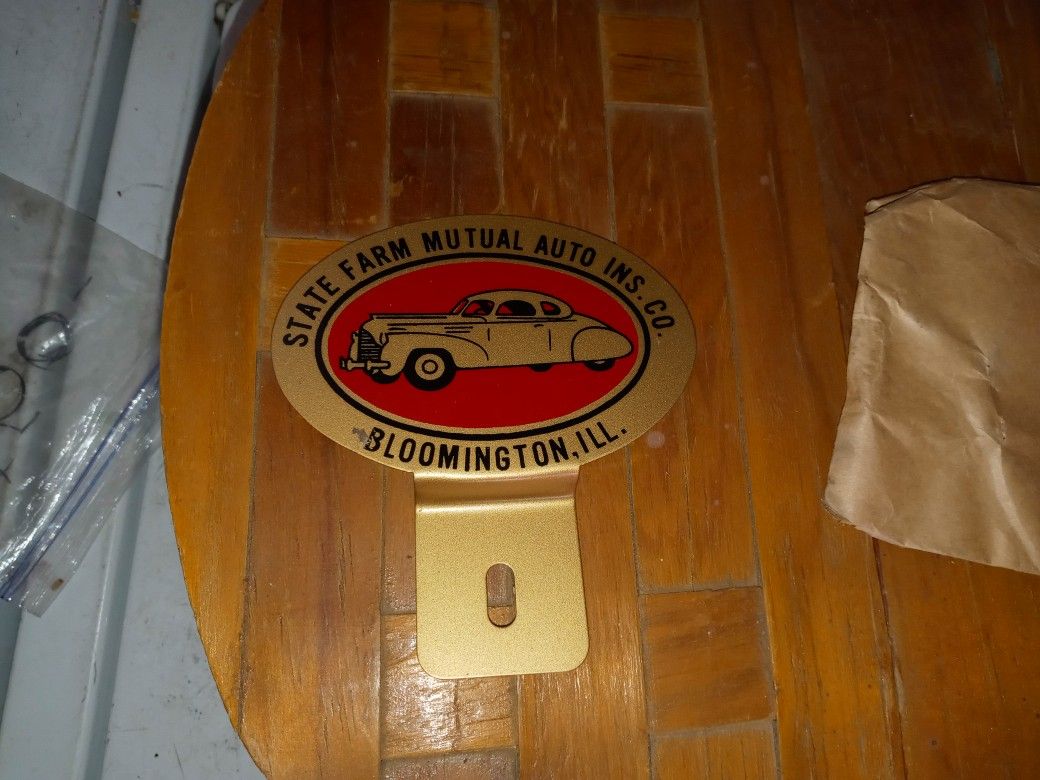 STATE FARM MUTUAL AUTO INS. CO.
BLOOMINGTON, ILL.